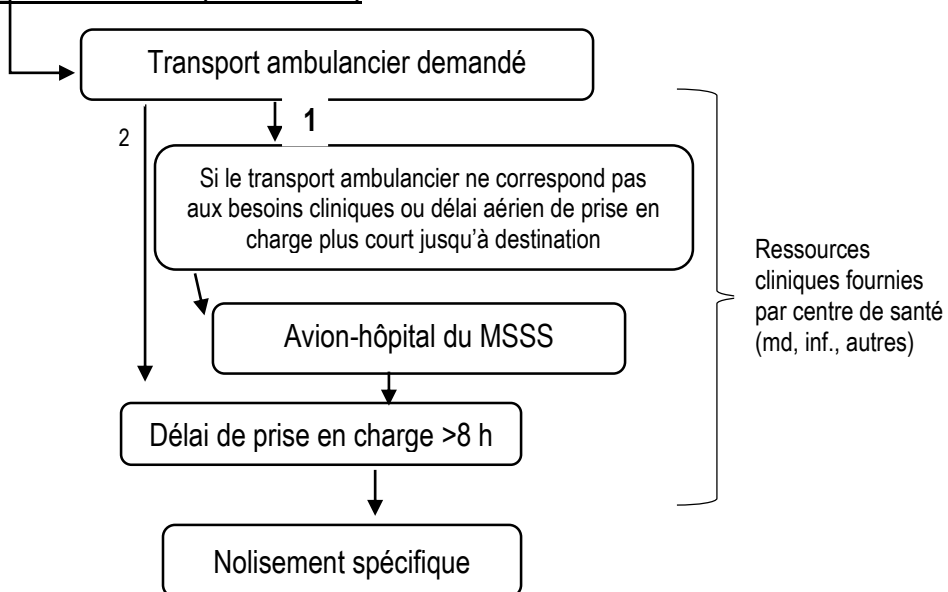 Transport ambulancier demandé
1
2
Si le transport ambulancier ne correspond pas
aux besoins cliniques ou délai aérien de prise en
charge plus court jusqu'à destination
Ressources
cliniques fournies
par centre de santé
(md, inf., autres)
Avion-hôpital du MSSS
Délai de prise en charge >8 h
Nolisement spécifique